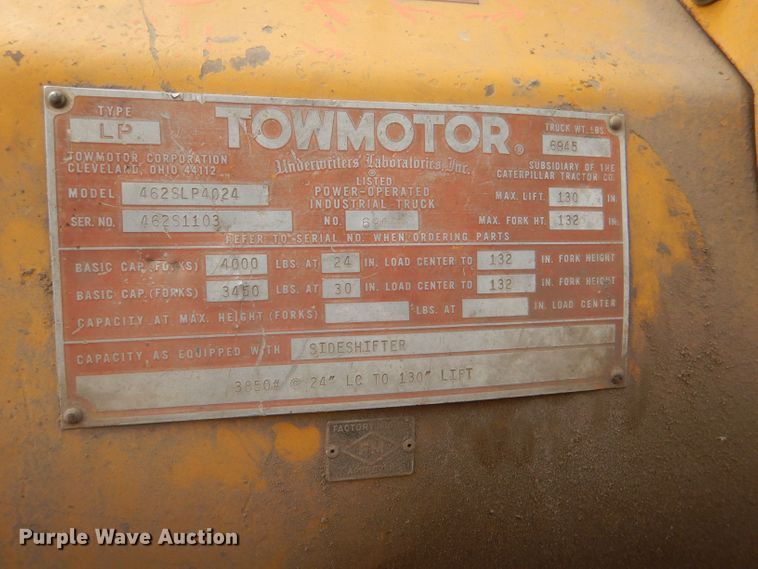 TYPE
LP
TOWMOTOR®
TRUCK WT. LBS.
6945
TOWMOTOR CORPORATION
CLEVELAND, OHIO 44112
Underwriters Laboratories, Inc.
LISTED
POWER-OPERATED
INDUSTRIAL TRUCK
SUBSIDIARY OF THE
CATERPILLAR TRACTOR CO.
MODEL 462SLP4024
MAX. LIFT. 130 IN.
SER. NO. 462S1103
NO.
MAX. FORK HT. 132 IN.
REFER TO SERIAL NO. WHEN ORDERING PARTS
BASIC CAP. (FORKS) 4000 LBS. AT 24 IN. LOAD CENTER TO 132 IN. FORK HEIGHT
BASIC CAP. (FORKS) 3450 LBS. AT 30 IN. LOAD CENTER TO 132 IN. FORK HEIGHT
CAPACITY AT MAX. HEIGHT (FORKS) LBS. AT IN. LOAD CENTER
CAPACITY AS EQUIPPED WITH SIDESHIFTER
3850# @ 24" LC TO 130" LIFT
FACTORY
Purple Wave Auction